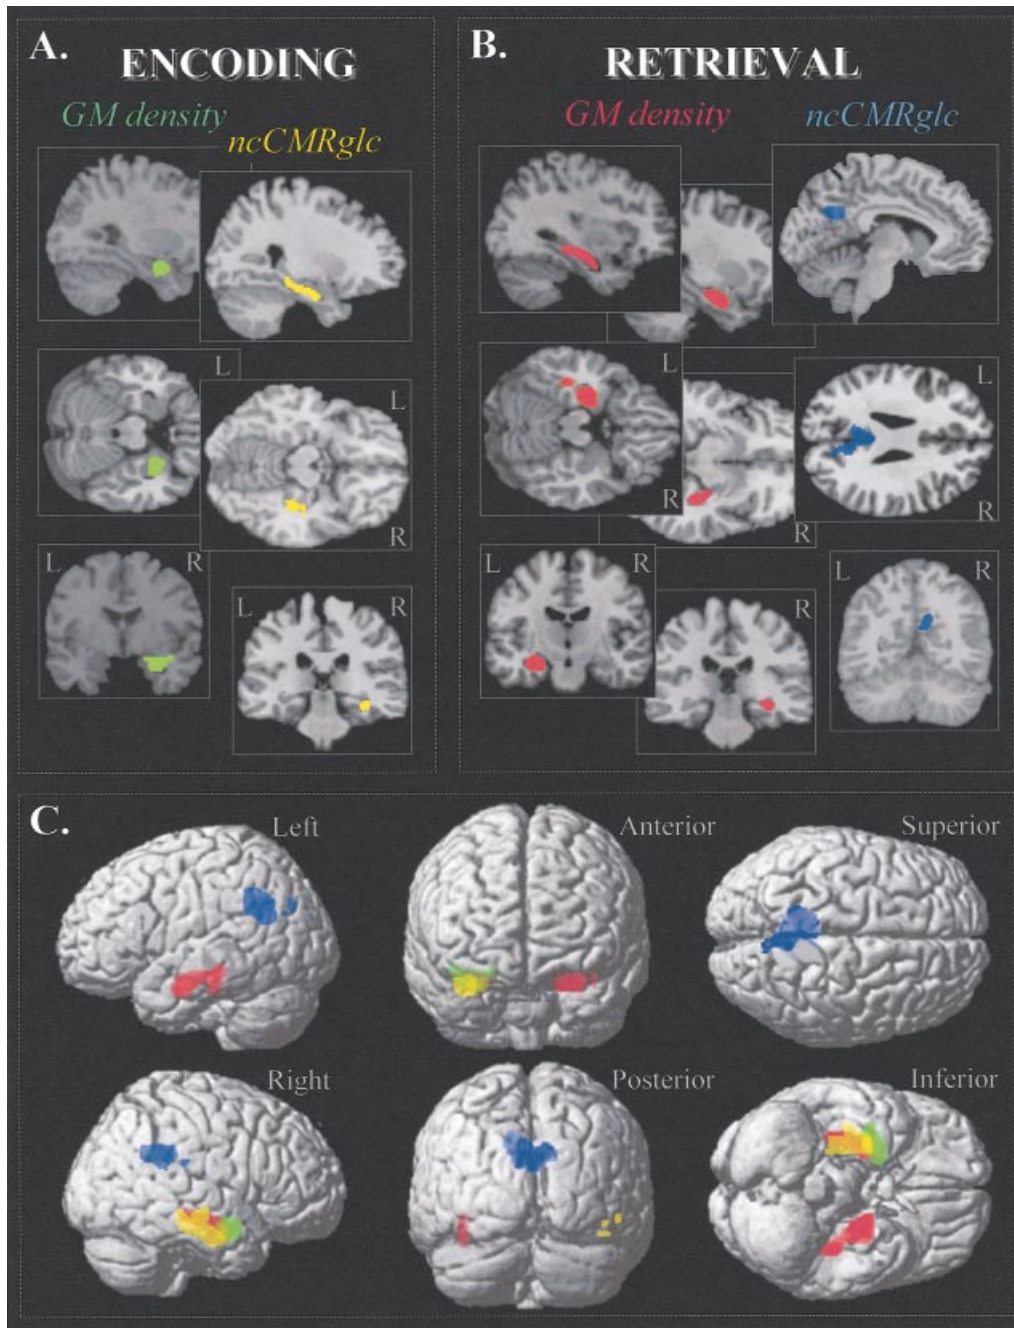 A.
ENCODING
GM density
ncCMRglc
L
L
R
L
R
L
R
B.
RETRIEVAL
GM density
ncCMRglc
L
R
R
L
R
L
R
R
L
R
C.
Left
Anterior
Superior
Right
Posterior
Inferior